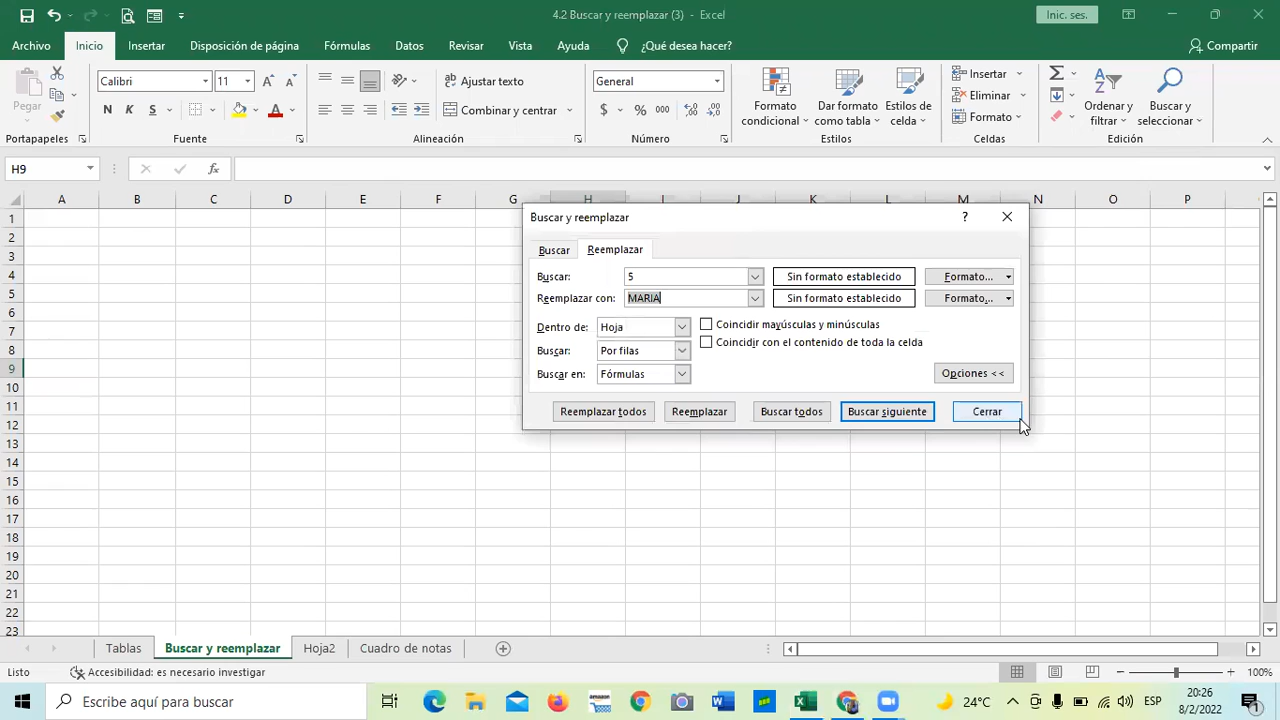 4.2 Buscar y reemplazar (3) - Excel
Inic. ses.
Archivo Inicio Insertar Disposición de página Fórmulas Datos Revisar Vista Ayuda ¿Qué desea hacer? Compartir
Pegar
Calibri 11
N K S A
Ajustar texto
Combinar y centrar
General
$ % 000
Formato condicional
Dar formato como tabla
Estilos de celda
Insertar
Eliminar
Formato
Ordenar y filtrar
Buscar y seleccionar
Portapapeles Fuente Alineación Número Estilos Celdas Edición
H9 fx
A B C D E F G H I J K L M N O P
1
2
3
4
5
6
7
8
9
10
11
12
13
14
15
16
17
18
19
20
21
22
23
Buscar y reemplazar ?
Buscar Reemplazar
Buscar: 5 Sin formato establecido Formato...
Reemplazar con: MARIA Sin formato establecido Formato...
Dentro de: Hoja Coincidir mayúsculas y minúsculas
Buscar: Por filas Coincidir con el contenido de toda la celda
Buscar en: Fórmulas Opciones <<
Reemplazar todos Reemplazar Buscar todos Buscar siguiente Cerrar
Tablas Buscar y reemplazar Hoja2 Cuadro de notas
Listo Accesibilidad: es necesario investigar 100%
Escribe aquí para buscar 24°C ESP 20:26
8/2/2022